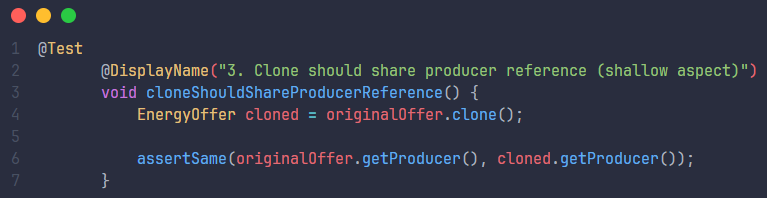 1 @Test
2 @DisplayName("3. Clone should share producer reference (shallow aspect)")
3 void cloneShouldShareProducerReference() {
4 EnergyOffer cloned = originalOffer.clone();
5
6 assertSame(originalOffer.getProducer(), cloned.getProducer());
7 }